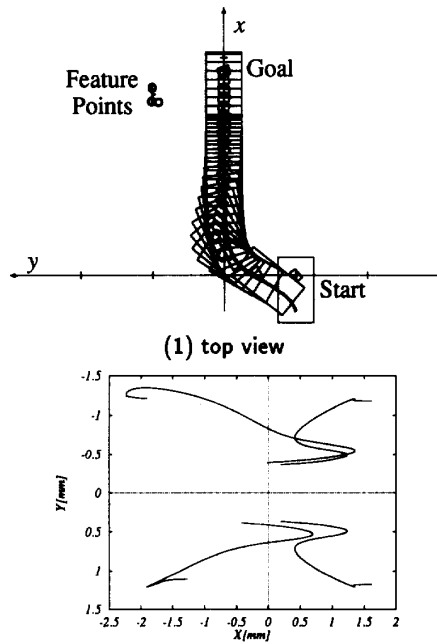 x
Feature
Points
Goal
y
Start
(1) top view
-1.5
-1
-0.5
0
0.5
1
1.5
Y[mm]
-2.5 -2 -1.5 -1 -0.5 0 0.5 1 1.5 2
X[mm]